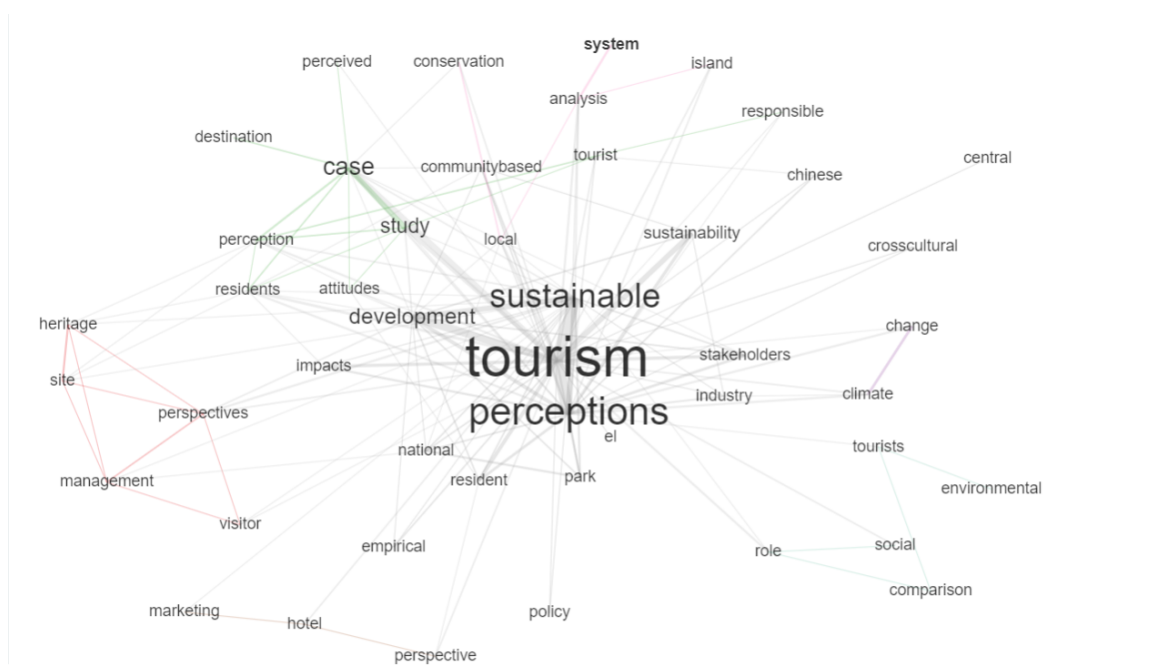 system
perceived
conservation
island
analysis
responsible
destination
tourist
central
case
communitybased
chinese
study
sustainability
perception
local
crosscultural
residents
attitudes
sustainable
development
heritage
change
tourism
stakeholders
impacts
site
climate
industry
perspectives
perceptions
el
tourists
national
park
resident
management
environmental
visitor
empirical
social
role
comparison
marketing
policy
hotel
perspective